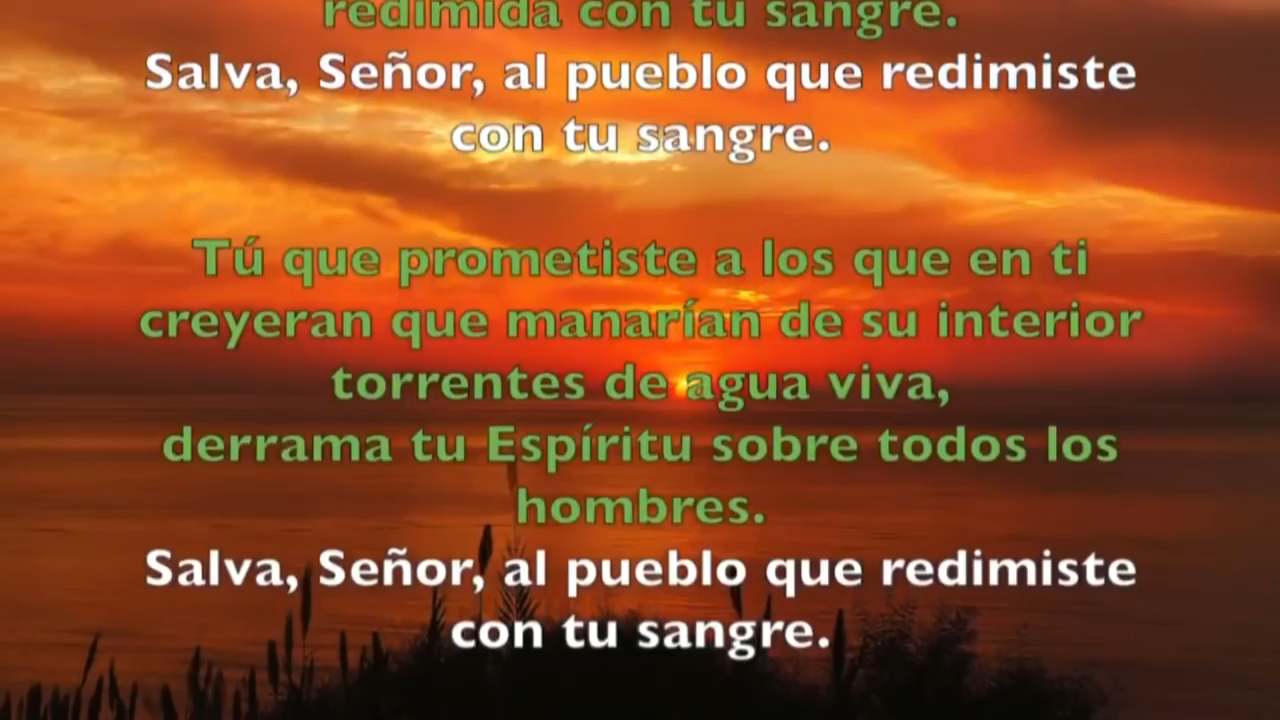 redimida con tu sangre.
Salva, Señor, al pueblo que redimiste
con tu sangre.
Tú que prometiste a los que en ti
creyeran que manarían de su interior
torrentes de agua viva,
derrama tu Espíritu sobre todos los
hombres.
Salva, Señor, al pueblo que redimiste
con tu sangre.